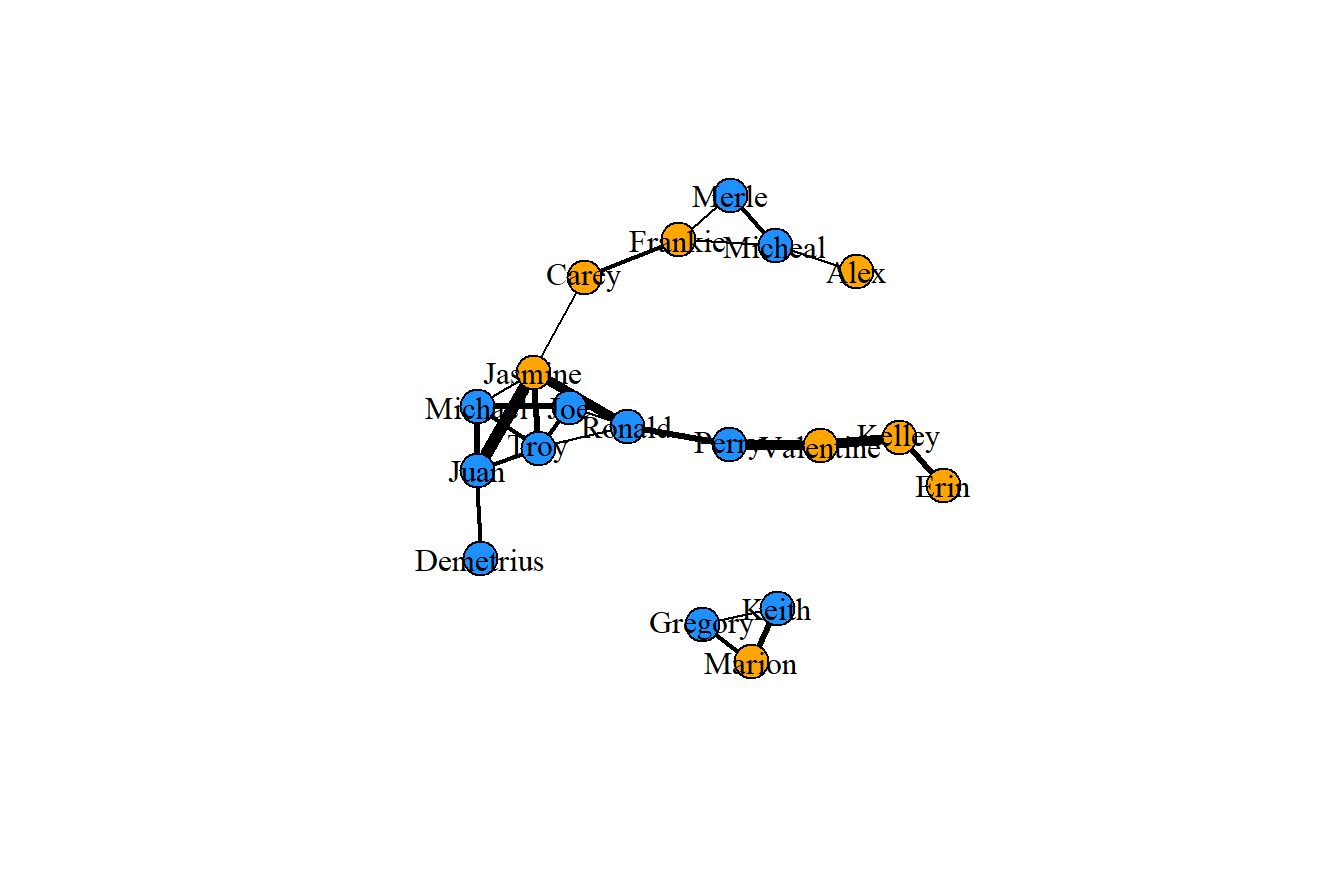 Merle
Frankie
Micheal
Carey
Alex
Jasmine
Michael
Joe
Ronald
Troy
Perry
Valentine
Kelley
Juan
Erin
Demetrius
Keith
Gregory
Marion